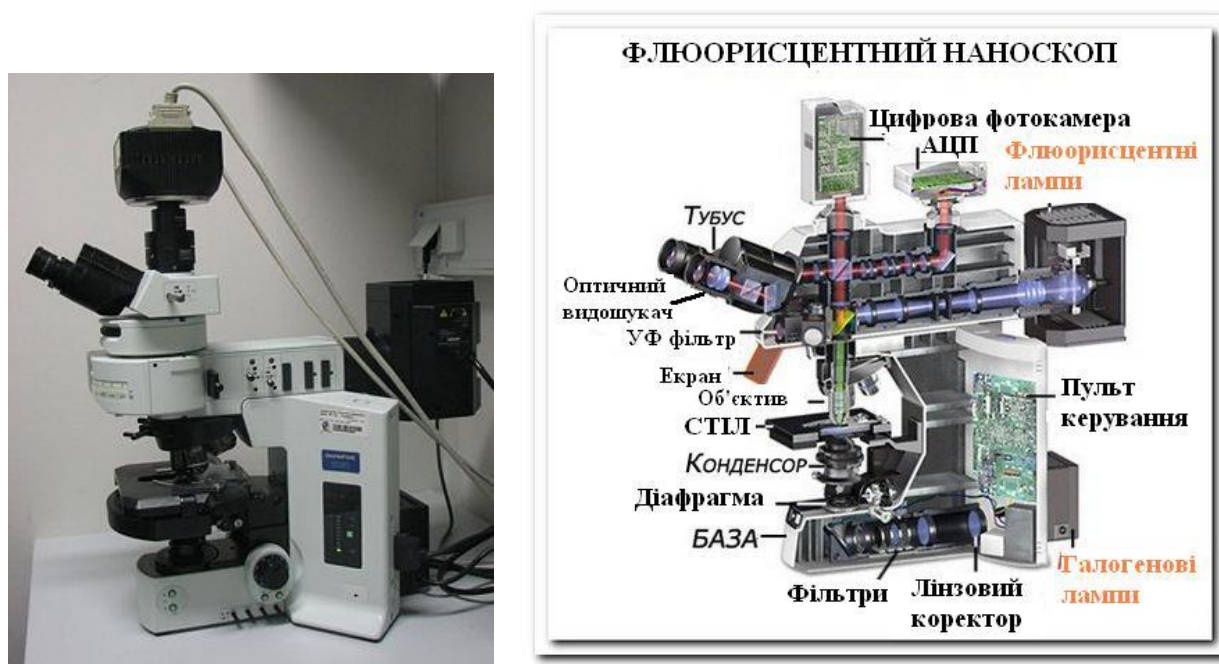 ФЛЮОРИСЦЕНТНИЙ НАНОСКОП
Цифрова фотокамера
АЦП
Флюорисцентні
лампи
ТУБУС
Оптичний
видошукач
УФ фільтр
Екран
Об'єктив
СТІЛ
КОНДЕНСОР
Діафрагма
БАЗА
Фільтри
Лінзовий
коректор
Пульт
керування
Галогенові
лампи
OLYMPUS